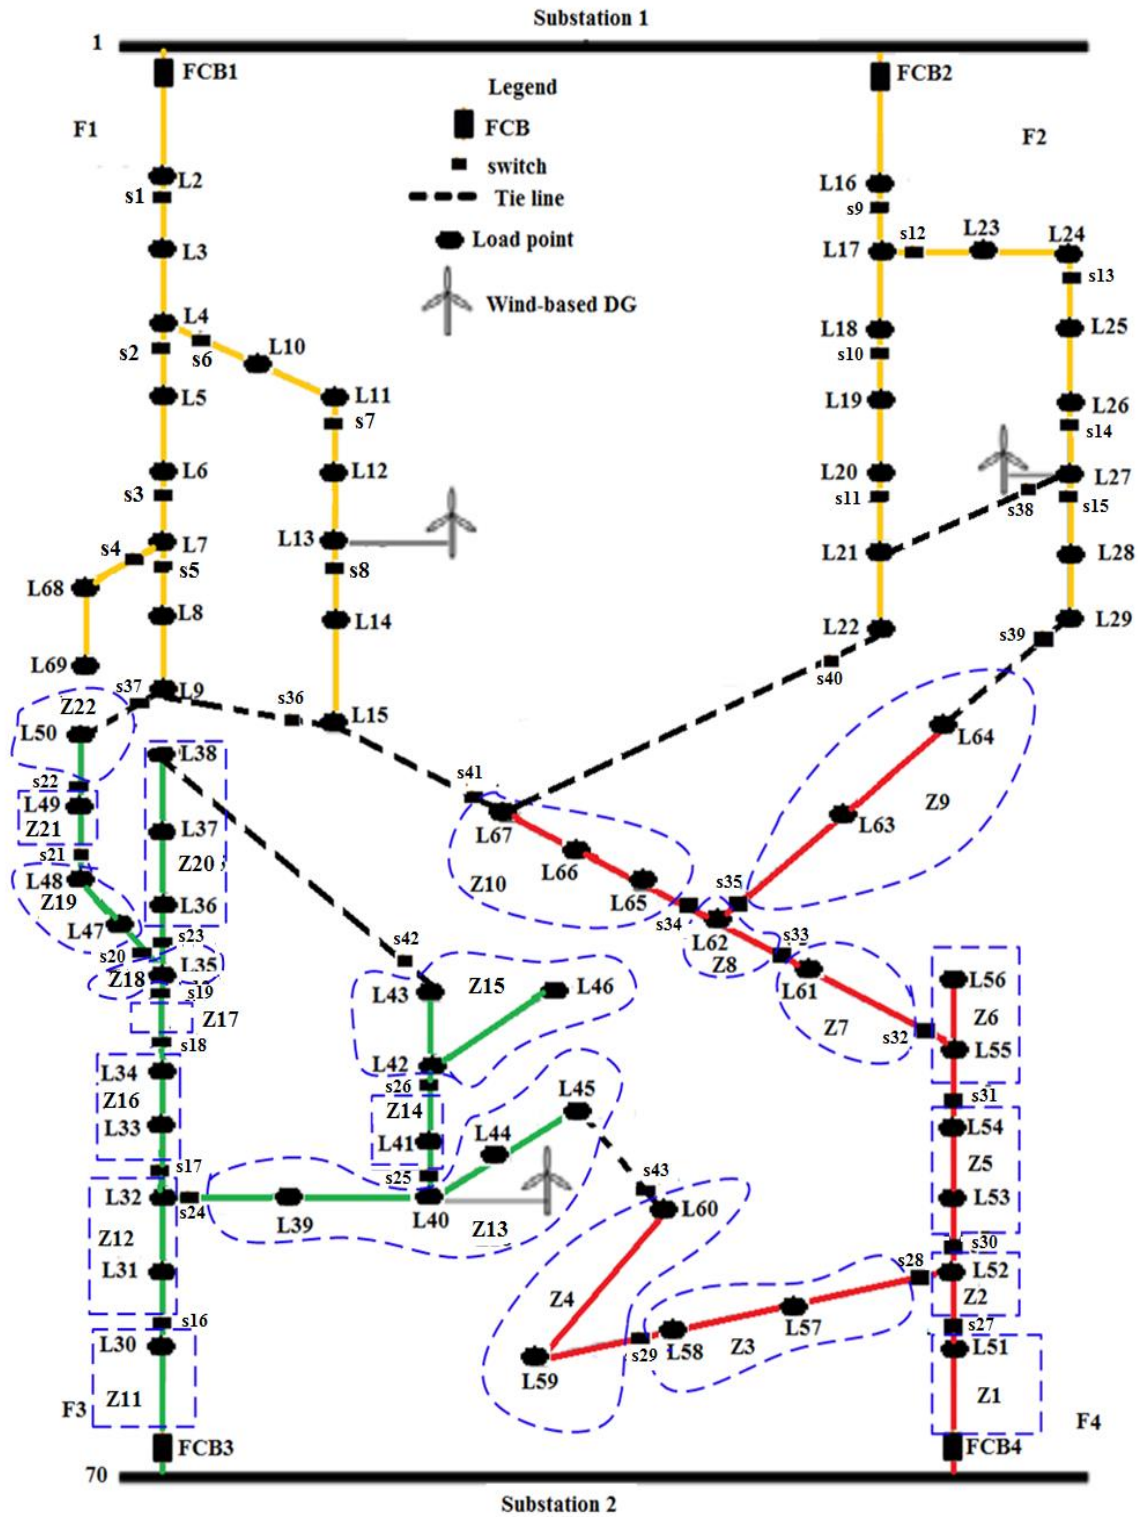 Substation 1
1
FCB1
FCB2
Legend
F1
FCB
F2
switch
Tie line
Load point
Wind-based DG
L2
s1
L3
L4
s2
s6
L10
L5
L11
s7
L6
s3
L12
L7
s4
s5
L13
s8
L68
L8
L14
L69
L9
s37
s36
L15
L16
s9
L17
s12
L23
L24
s13
L18
s10
L25
L19
L26
s14
L20
s11
L27
s38
s15
L21
L28
L22
L29
s39
s40
Z22
L50
s22
L49
Z21
s21
L48
Z19
L47
s20
L38
L37
Z20
L36
s23
L35
Z18
s19
Z17
s18
L34
Z16
L33
s17
L32
s24
Z12
L31
s16
L30
Z11
F3
FCB3
s41
L67
L66
Z10
L65
s34
s35
L62
Z8
s33
L61
Z7
s32
L64
L63
Z9
s42
L43
Z15
L46
L42
s26
Z14
L41
s25
L45
L44
L40
L39
Z13
s43
L60
Z4
L59
s29
L58
Z3
L57
s28
L56
Z6
L55
s31
L54
Z5
L53
s30
L52
Z2
s27
L51
Z1
F4
FCB4
70
Substation 2